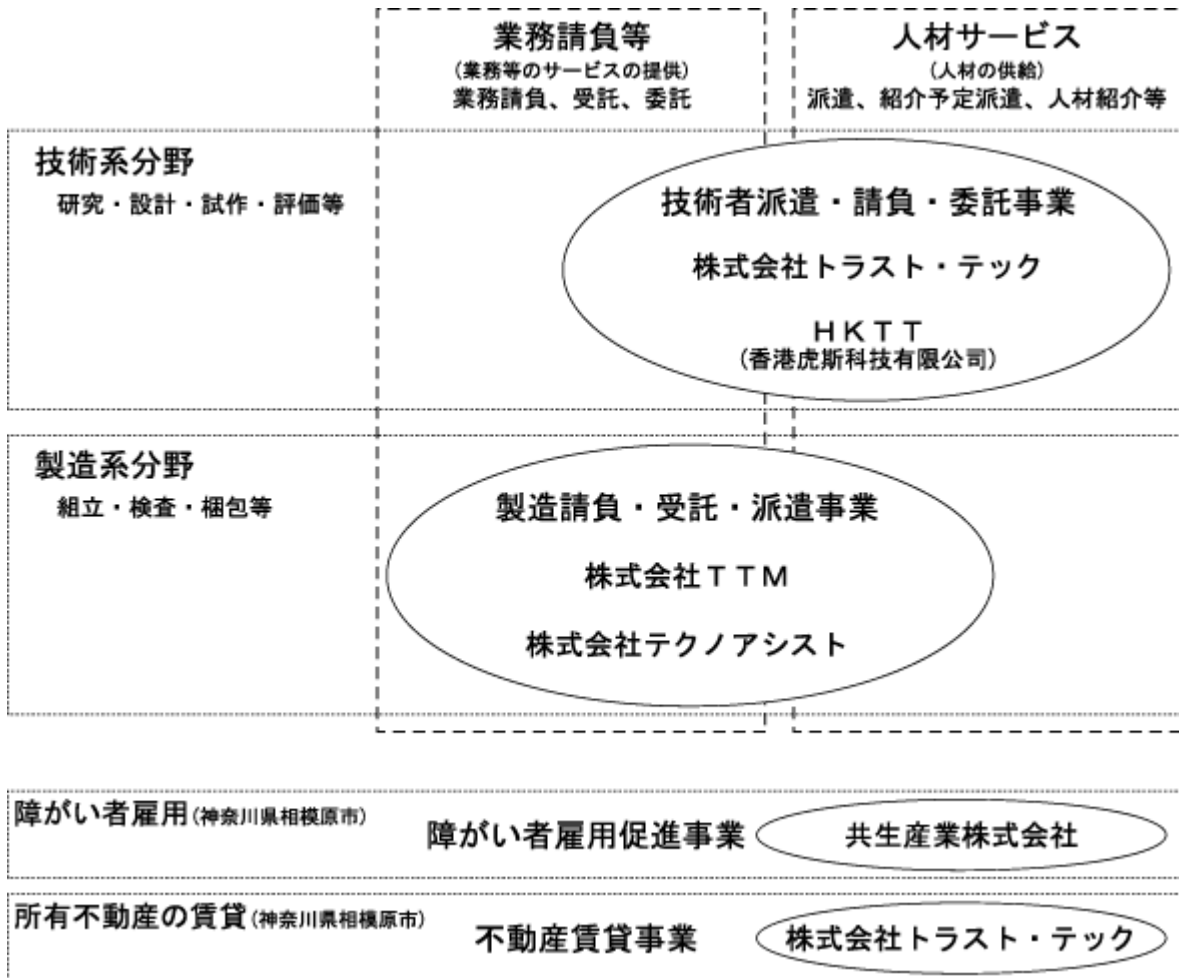 業務請負等
(業務等のサービスの提供)
業務請負、受託、委託
人材サービス
(人材の供給)
派遣、紹介予定派遣、人材紹介等
技術系分野
研究・設計・試作・評価等
技術者派遣・請負・委託事業
株式会社トラスト・テック
ＨＫＴＴ
(香港虎斯科技有限公司)
製造系分野
組立・検査・梱包等
製造請負・受託・派遣事業
株式会社ＴＴＭ
株式会社テクノアシスト
障がい者雇用(神奈川県相模原市)
障がい者雇用促進事業
共生産業株式会社
所有不動産の賃貸(神奈川県相模原市)
不動産賃貸事業
株式会社トラスト・テック